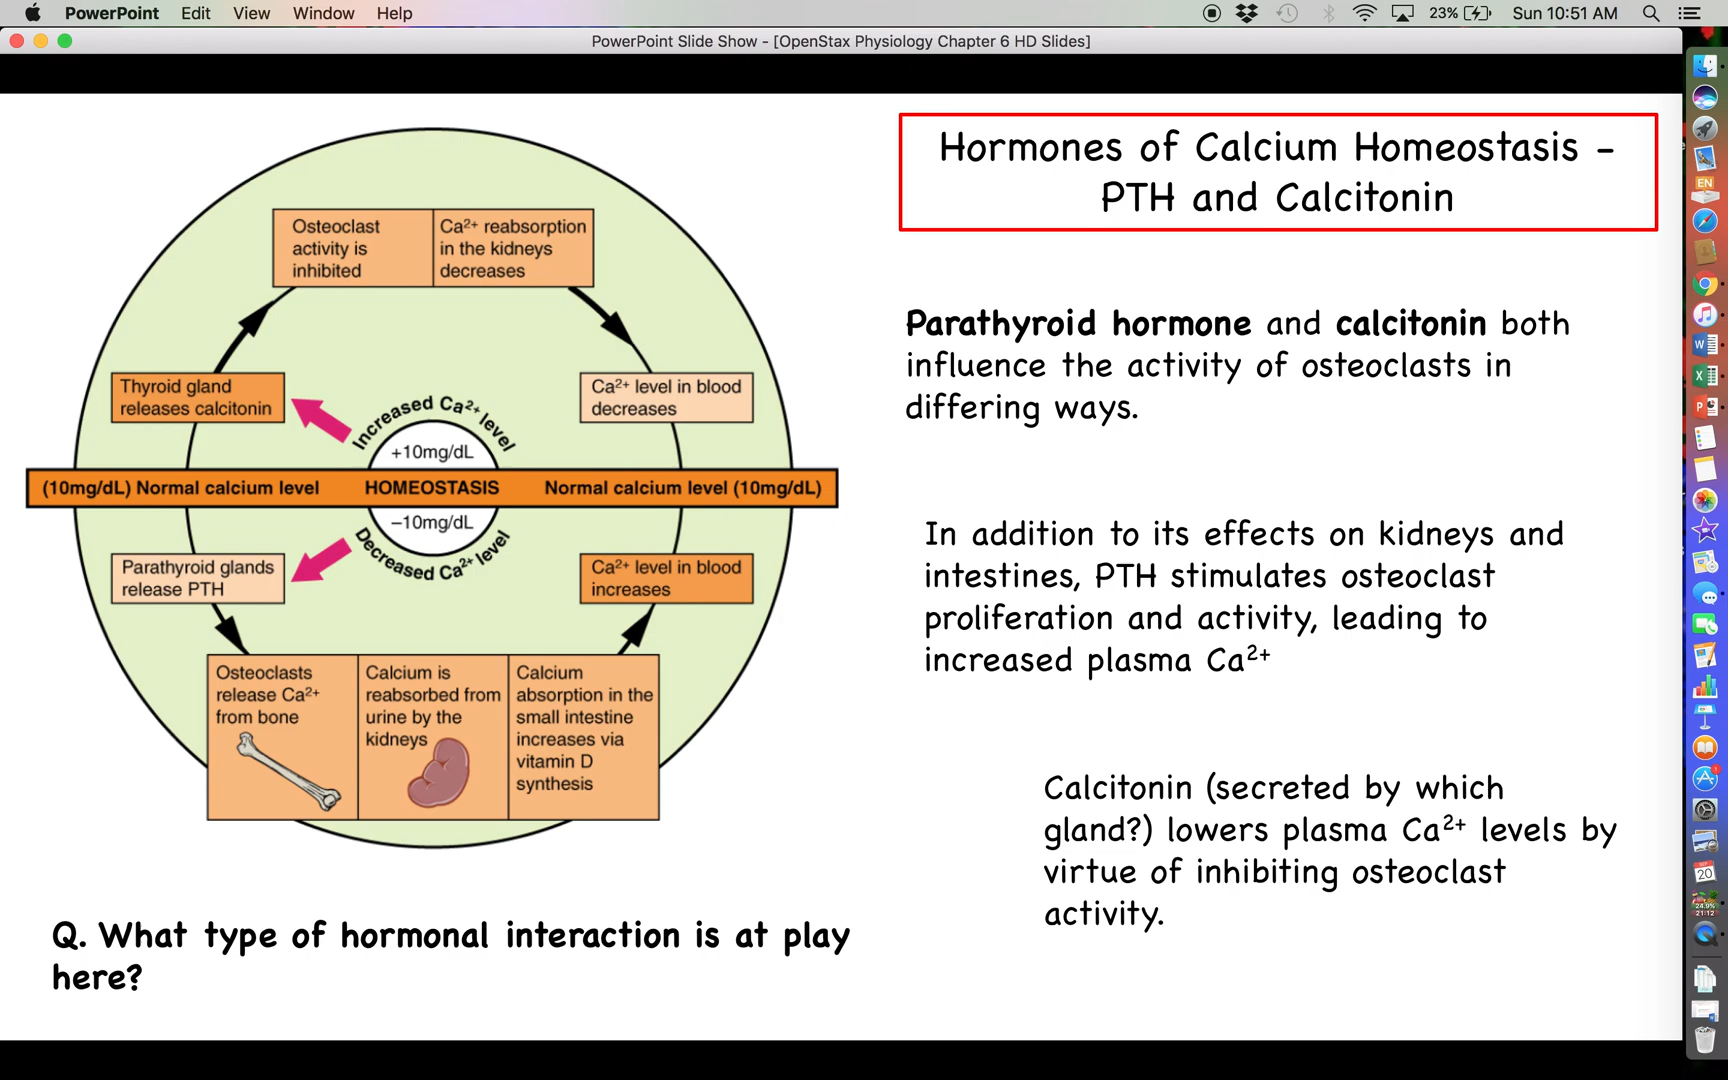 PowerPoint Edit View Window Help 23% Sun 10:51 AM
PowerPoint Slide Show - [OpenStax Physiology Chapter 6 HD Slides]
Hormones of Calcium Homeostasis –
PTH and Calcitonin
Osteoclast
activity is
inhibited
Ca²⁺ reabsorption
in the kidneys
decreases
Thyroid gland
releases calcitonin
Increased Ca²⁺ level
+10mg/dL
Ca²⁺ level in blood
decreases
(10mg/dL) Normal calcium level HOMEOSTASIS Normal calcium level (10mg/dL)
–10mg/dL
Decreased Ca²⁺ level
Parathyroid glands
release PTH
Ca²⁺ level in blood
increases
Osteoclasts
release Ca²⁺
from bone
Calcium is
reabsorbed from
urine by the
kidneys
Calcium
absorption in the
small intestine
increases via
vitamin D
synthesis
Parathyroid hormone and calcitonin both
influence the activity of osteoclasts in
differing ways.
In addition to its effects on kidneys and
intestines, PTH stimulates osteoclast
proliferation and activity, leading to
increased plasma Ca²⁺
Calcitonin (secreted by which
gland?) lowers plasma Ca²⁺ levels by
virtue of inhibiting osteoclast
activity.
Q. What type of hormonal interaction is at play
here?
EN
W
X
P
1
20
24.9%
21:12